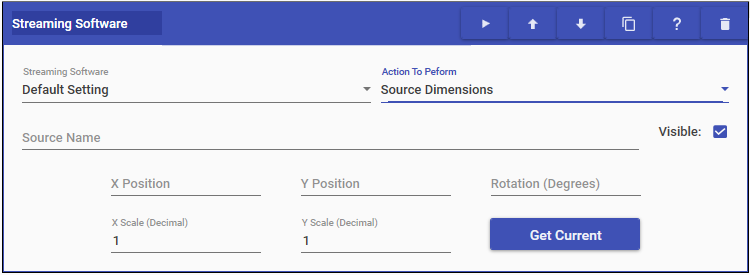 Streaming Software
?
Streaming Software
Action To Peform
Default Setting
Source Dimensions
Source Name
Visible:
X Position
Y Position
Rotation (Degrees)
X Scale (Decimal)
Y Scale (Decimal)
1
1
Get Current